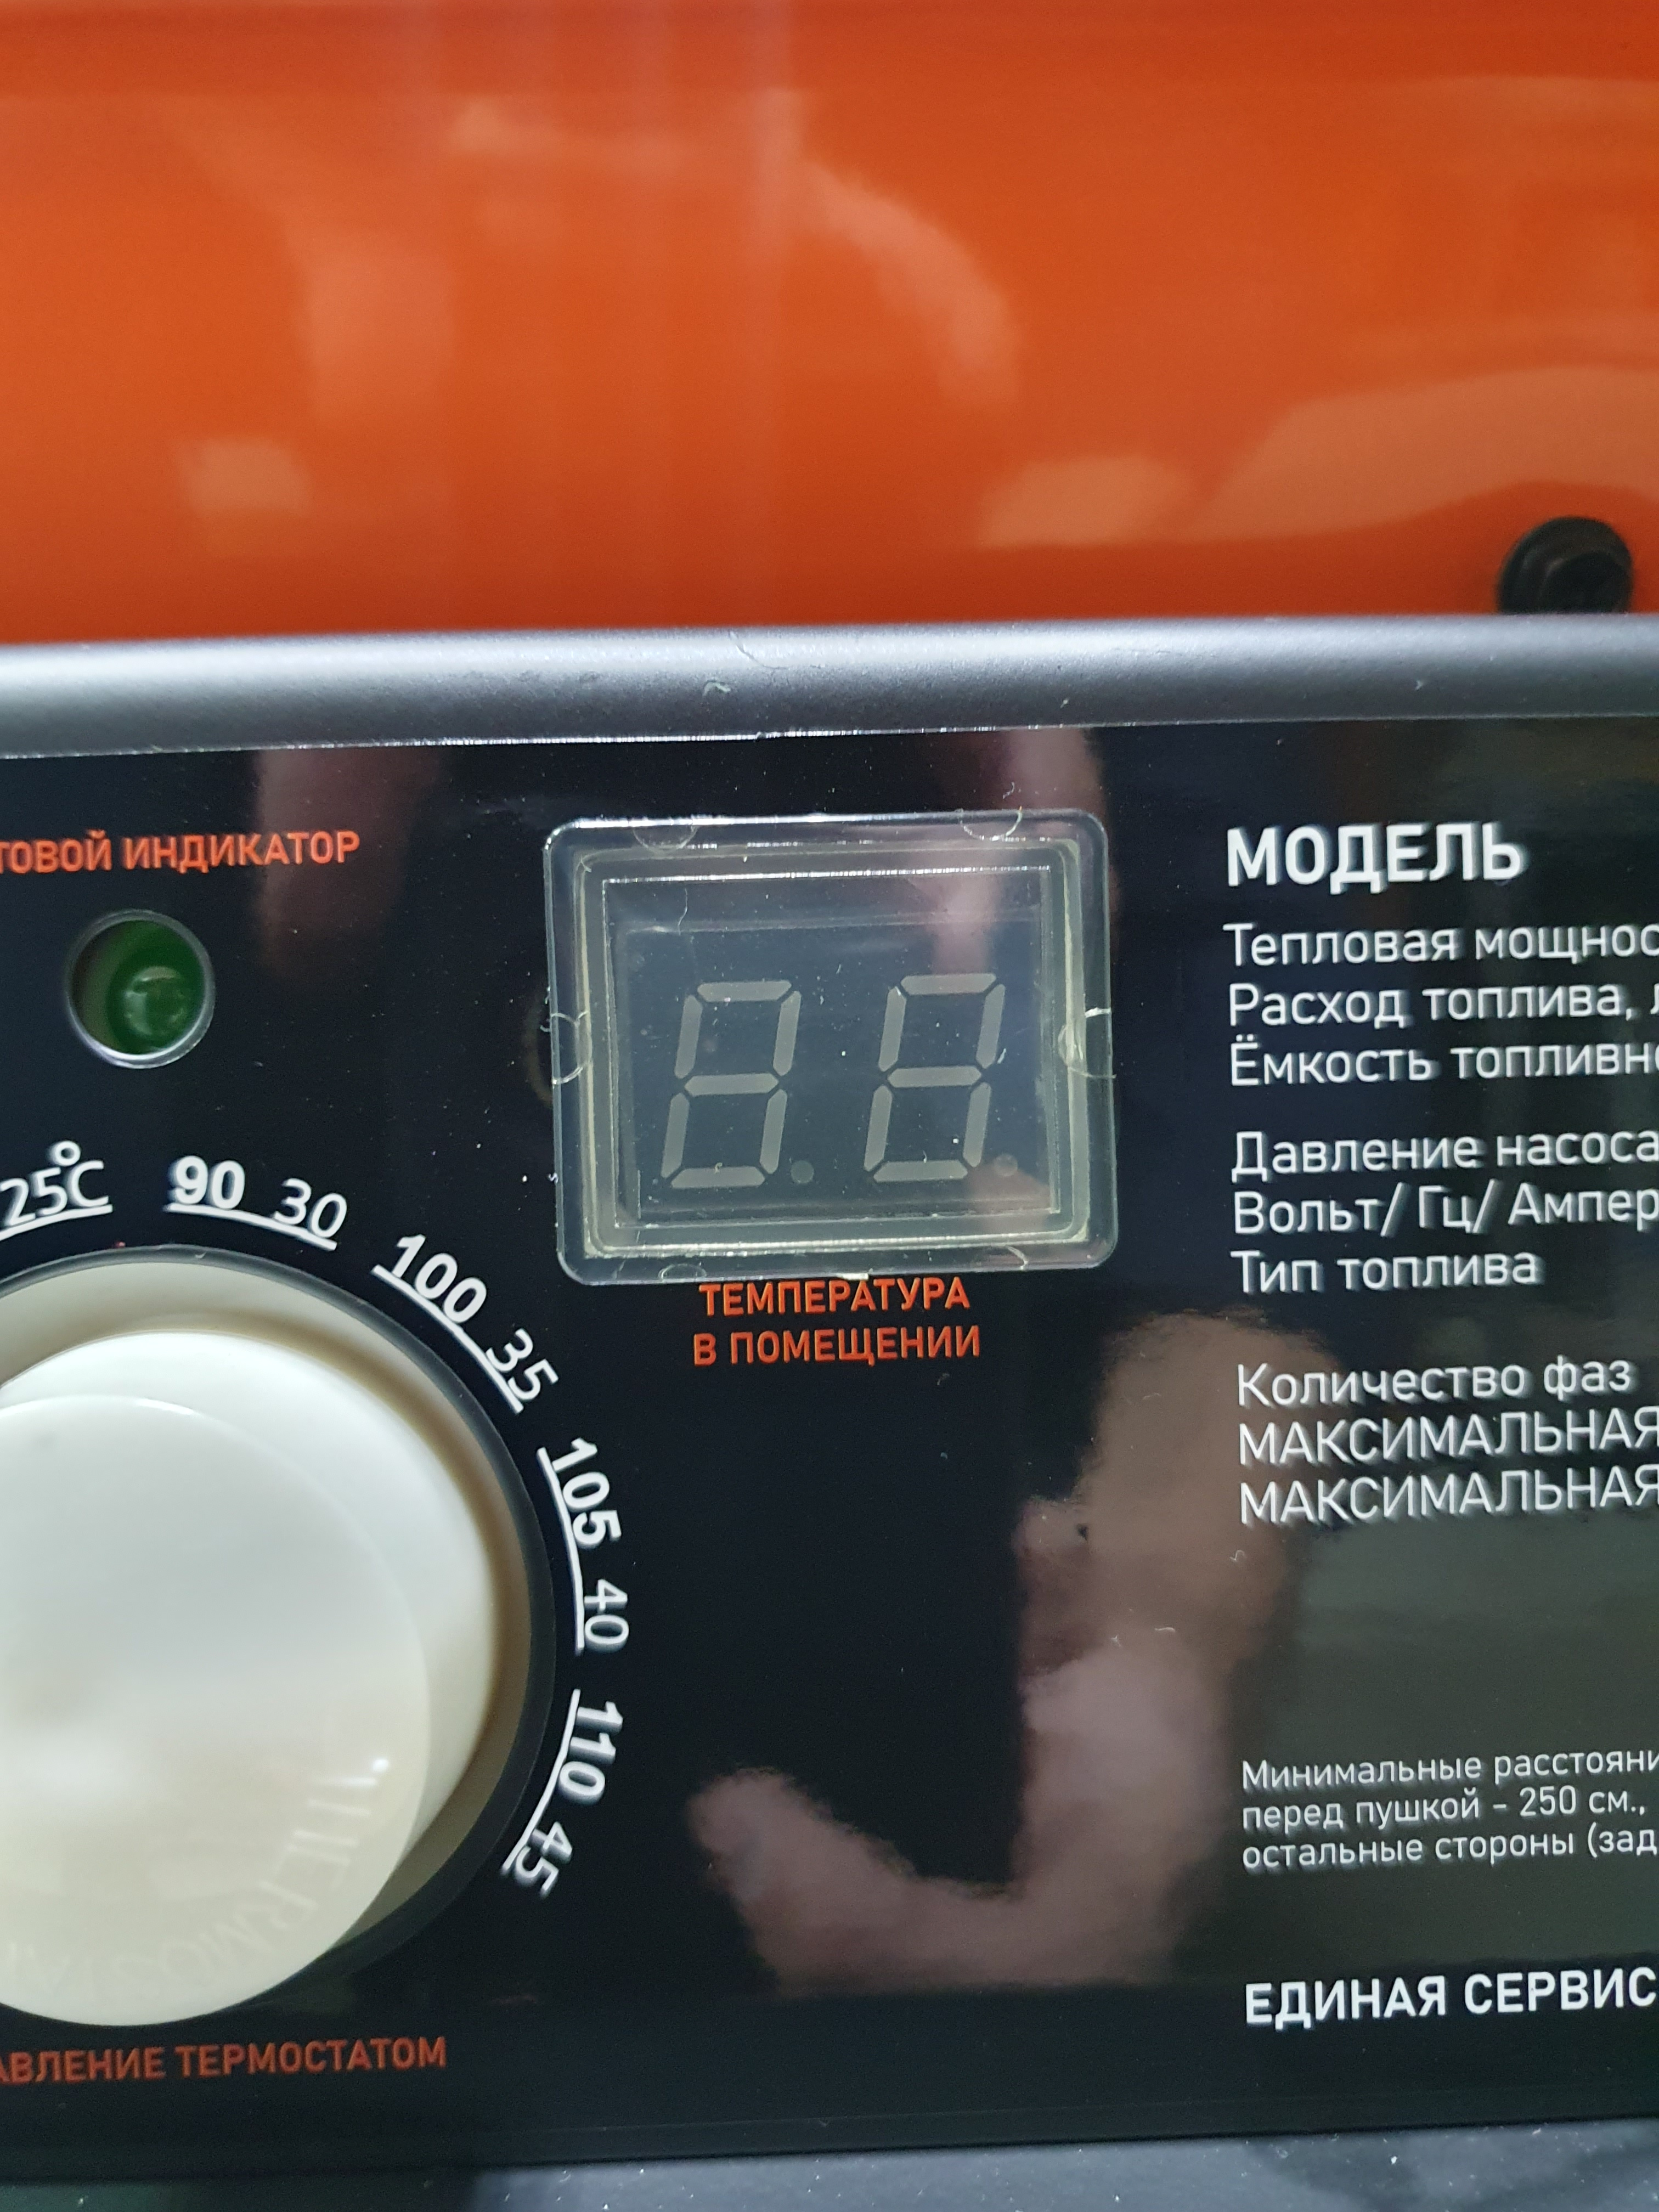 ТОВОЙ ИНДИКАТОР
25°C
90 30
100 35
105 40
110 45
THERMOSTAT
АВЛЕНИЕ ТЕРМОСТАТОМ
ТЕМПЕРАТУРА
В ПОМЕЩЕНИИ
МОДЕЛЬ
Тепловая мощнос
Расход топлива, л
Ёмкость топливно
Давление насоса
Вольт/ Гц/ Ампер
Тип топлива
Количество фаз
МАКСИМАЛЬНАЯ
МАКСИМАЛЬНАЯ
Минимальные расстояни
перед пушкой - 250 см.,
остальные стороны (зад
ЕДИНАЯ СЕРВИС